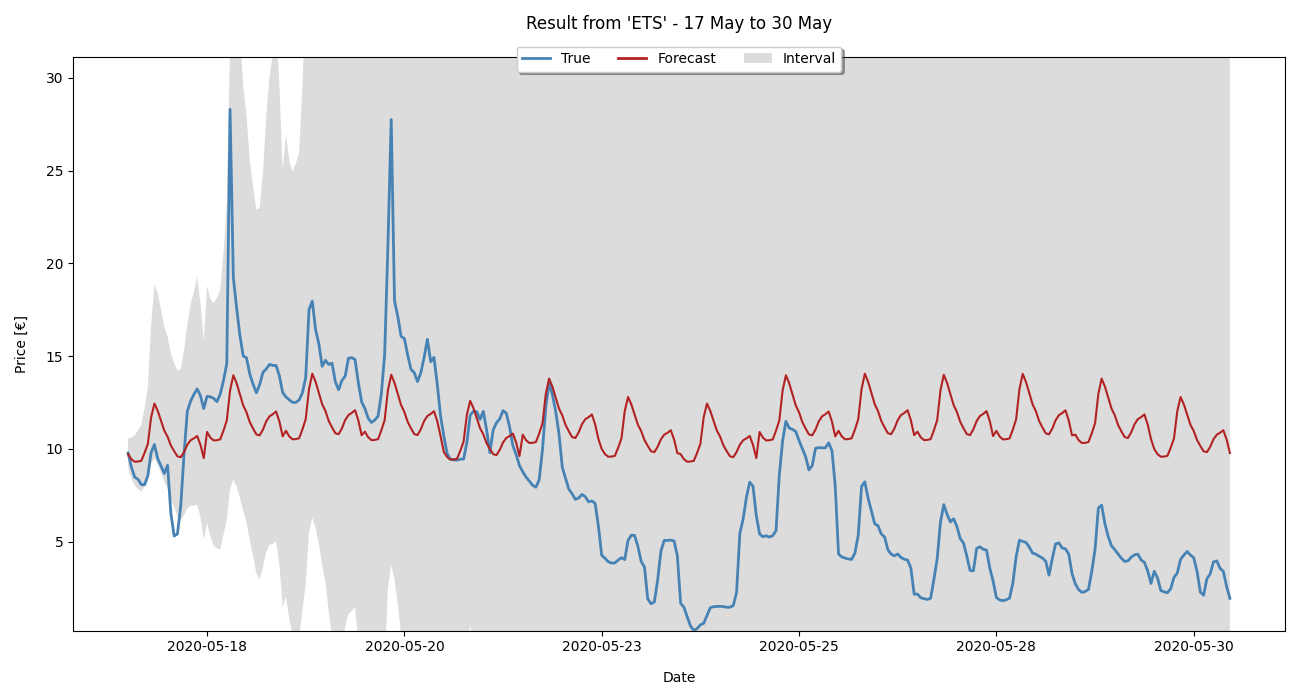 Result from 'ETS' - 17 May to 30 May
True Forecast Interval
30
25
20
15
10
5
Price [€]
2020-05-18 2020-05-20 2020-05-23 2020-05-25 2020-05-28 2020-05-30
Date